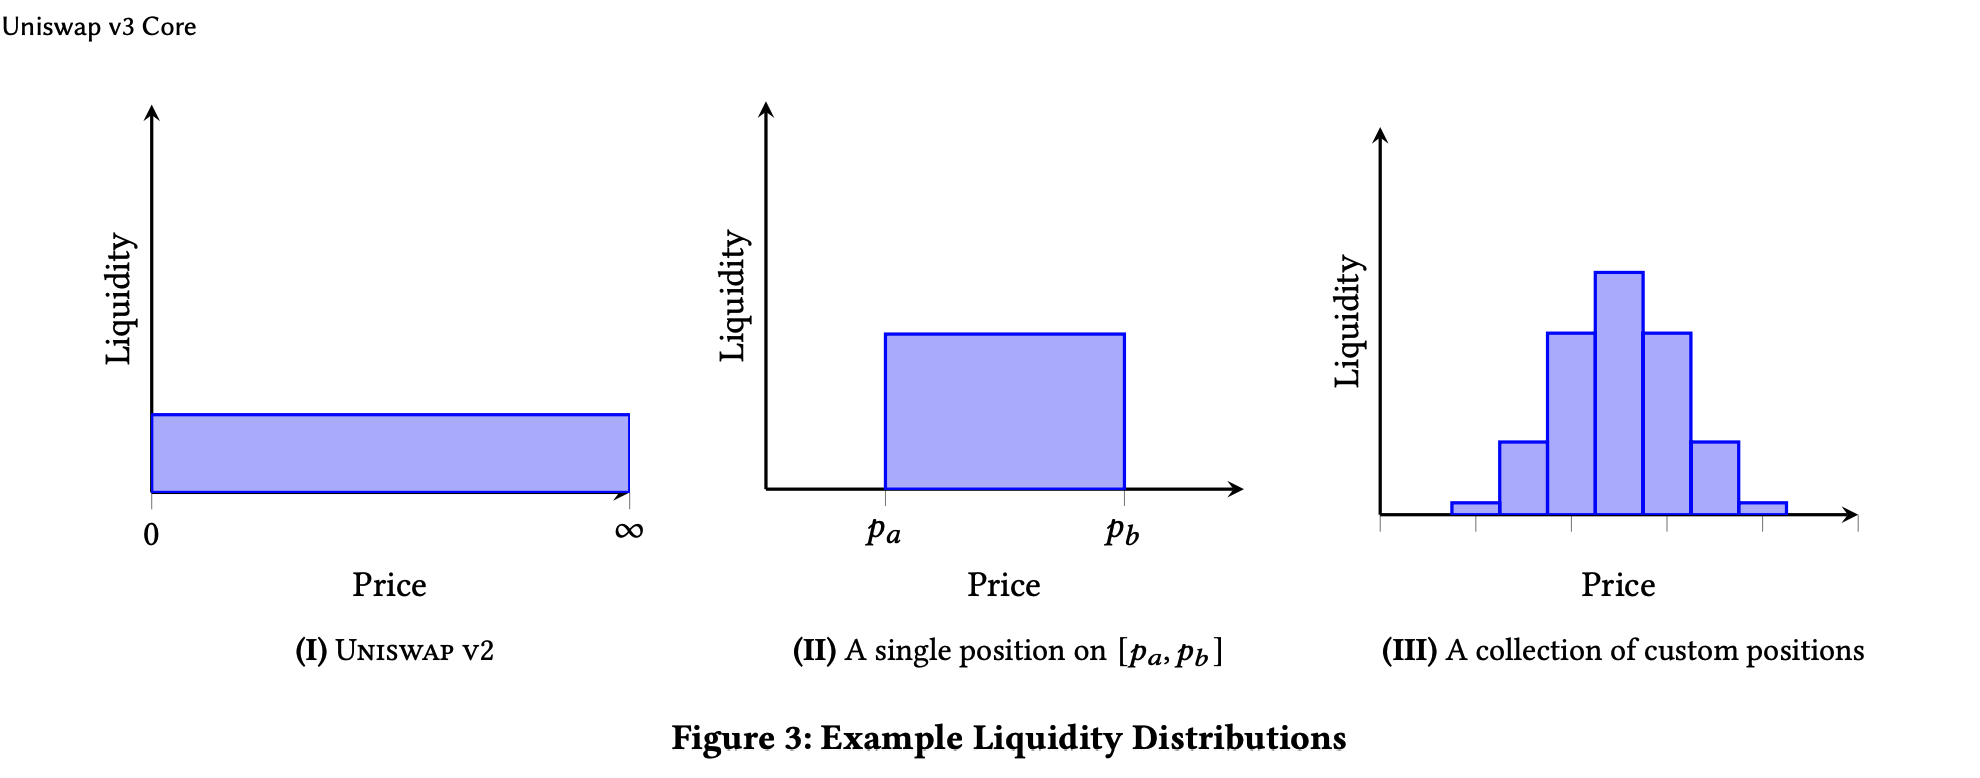 Uniswap v3 Core
Liquidity
0
∞
Price
(I) Uniswap v2
Liquidity
pa
pb
Price
(II) A single position on [pa, pb]
Liquidity
Price
(III) A collection of custom positions
Figure 3: Example Liquidity Distributions